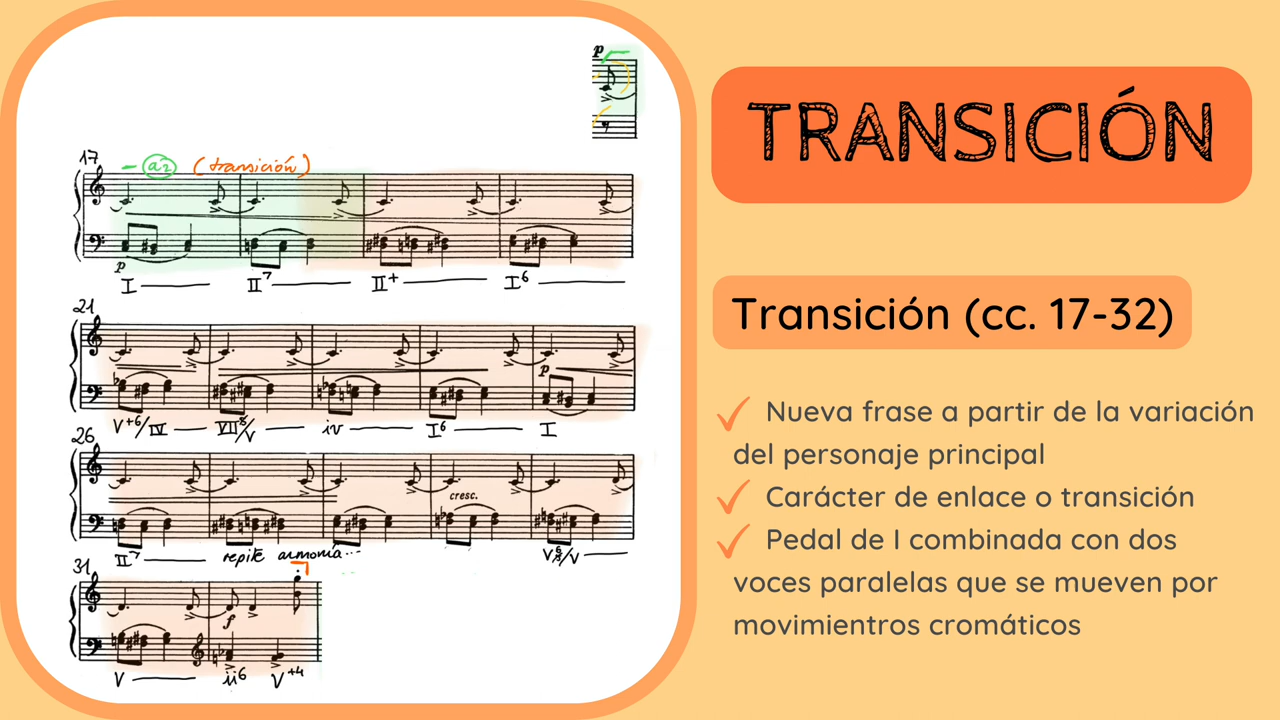 p
17
a2 (transición)
p
I II⁷ II⁺ I⁶
21
p
V⁺⁶/IV iv I⁶ I
26
cresc.
II⁷ repite armonía...
31
f
V ii⁶ V⁺⁴
TRANSICIÓN
Transición (cc. 17-32)
Nueva frase a partir de la variación
del personaje principal
Carácter de enlace o transición
Pedal de I combinada con dos
voces paralelas que se mueven por
movimientros cromáticos